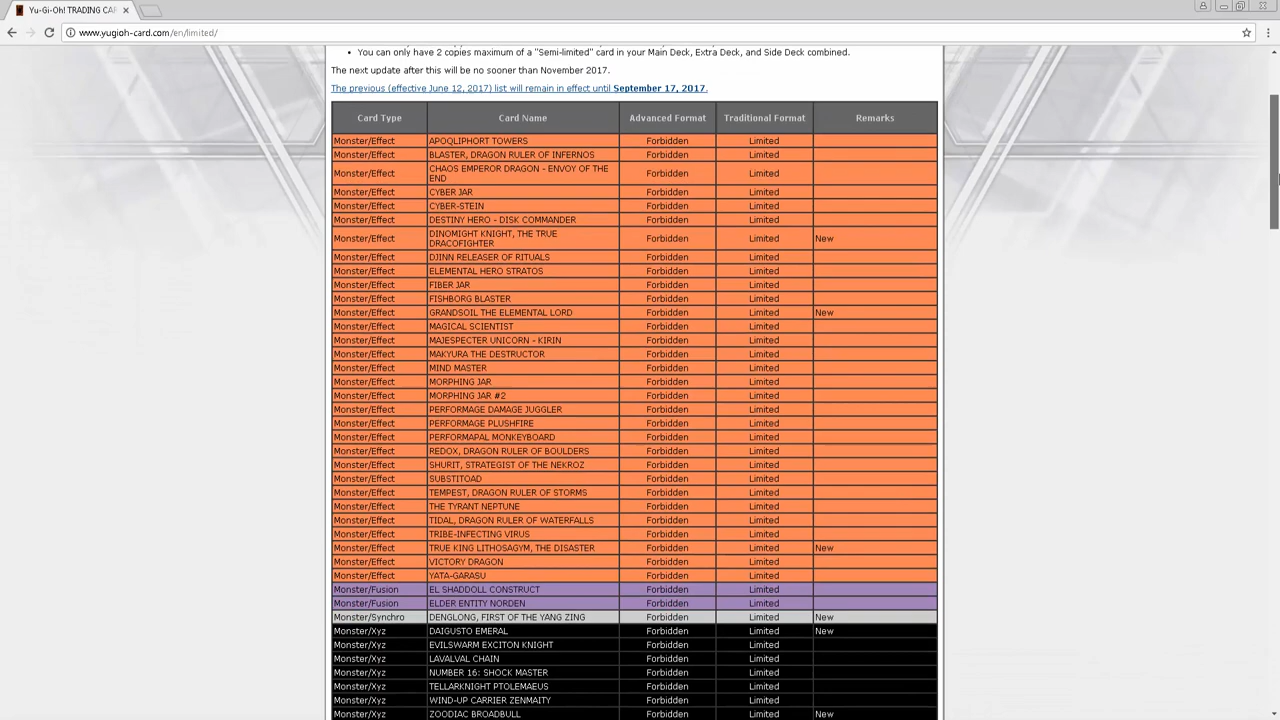 Yu-Gi-Oh! TRADING CAR
www.yugioh-card.com/en/limited/
• You can only have 2 copies maximum of a "Semi-limited" card in your Main Deck, Extra Deck, and Side Deck combined.
The next update after this will be no sooner than November 2017.
The previous (effective June 12, 2017) list will remain in effect until September 17, 2017.
Card Type Card Name Advanced Format Traditional Format Remarks
Monster/Effect APOQLIPHORT TOWERS Forbidden Limited
Monster/Effect BLASTER, DRAGON RULER OF INFERNOS Forbidden Limited
Monster/Effect CHAOS EMPEROR DRAGON - ENVOY OF THE END Forbidden Limited
Monster/Effect CYBER JAR Forbidden Limited
Monster/Effect CYBER-STEIN Forbidden Limited
Monster/Effect DESTINY HERO - DISK COMMANDER Forbidden Limited
Monster/Effect DINOMIGHT KNIGHT, THE TRUE DRACOFIGHTER Forbidden Limited New
Monster/Effect DJINN RELEASER OF RITUALS Forbidden Limited
Monster/Effect ELEMENTAL HERO STRATOS Forbidden Limited
Monster/Effect FIBER JAR Forbidden Limited
Monster/Effect FISHBORG BLASTER Forbidden Limited
Monster/Effect GRANDSOIL THE ELEMENTAL LORD Forbidden Limited New
Monster/Effect MAGICAL SCIENTIST Forbidden Limited
Monster/Effect MAJESPECTER UNICORN - KIRIN Forbidden Limited
Monster/Effect MAKYURA THE DESTRUCTOR Forbidden Limited
Monster/Effect MIND MASTER Forbidden Limited
Monster/Effect MORPHING JAR Forbidden Limited
Monster/Effect MORPHING JAR #2 Forbidden Limited
Monster/Effect PERFORMAGE DAMAGE JUGGLER Forbidden Limited
Monster/Effect PERFORMAGE PLUSHFIRE Forbidden Limited
Monster/Effect PERFORMAPAL MONKEYBOARD Forbidden Limited
Monster/Effect REDOX, DRAGON RULER OF BOULDERS Forbidden Limited
Monster/Effect SHURIT, STRATEGIST OF THE NEKROZ Forbidden Limited
Monster/Effect SUBSTITOAD Forbidden Limited
Monster/Effect TEMPEST, DRAGON RULER OF STORMS Forbidden Limited
Monster/Effect THE TYRANT NEPTUNE Forbidden Limited
Monster/Effect TIDAL, DRAGON RULER OF WATERFALLS Forbidden Limited
Monster/Effect TRIBE-INFECTING VIRUS Forbidden Limited
Monster/Effect TRUE KING LITHOSAGYM, THE DISASTER Forbidden Limited New
Monster/Effect VICTORY DRAGON Forbidden Limited
Monster/Effect YATA-GARASU Forbidden Limited
Monster/Fusion EL SHADDOLL CONSTRUCT Forbidden Limited
Monster/Fusion ELDER ENTITY NORDEN Forbidden Limited
Monster/Synchro DENGLONG, FIRST OF THE YANG ZING Forbidden Limited New
Monster/Xyz DAIGUSTO EMERAL Forbidden Limited New
Monster/Xyz EVILSWARM EXCITON KNIGHT Forbidden Limited
Monster/Xyz LAVALVAL CHAIN Forbidden Limited
Monster/Xyz NUMBER 16: SHOCK MASTER Forbidden Limited
Monster/Xyz TELLARKNIGHT PTOLEMAEUS Forbidden Limited
Monster/Xyz WIND-UP CARRIER ZENMAITY Forbidden Limited
Monster/Xyz ZOODIAC BROADBULL Forbidden Limited New